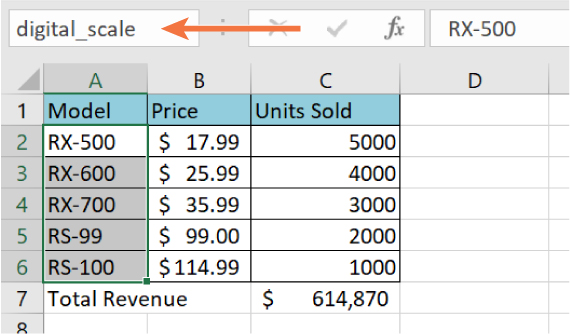 digital_scale fx RX-500
A B C D
1 Model Price Units Sold
2 RX-500 $ 17.99 5000
3 RX-600 $ 25.99 4000
4 RX-700 $ 35.99 3000
5 RS-99 $ 99.00 2000
6 RS-100 $114.99 1000
7 Total Revenue $ 614,870
8